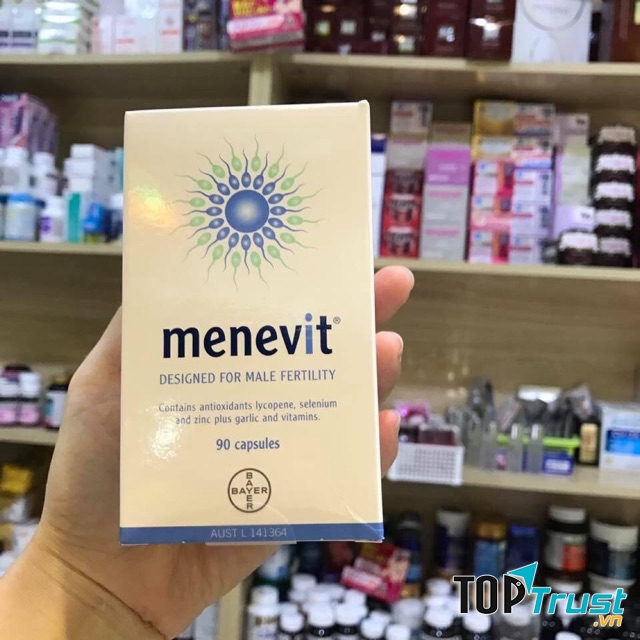 menevit®
DESIGNED FOR MALE FERTILITY
Contains antioxidants lycopene, selenium
and zinc plus garlic and vitamins.
90 capsules
BAYER
BAYER
AUST L 141364
TOPTrust
.vn